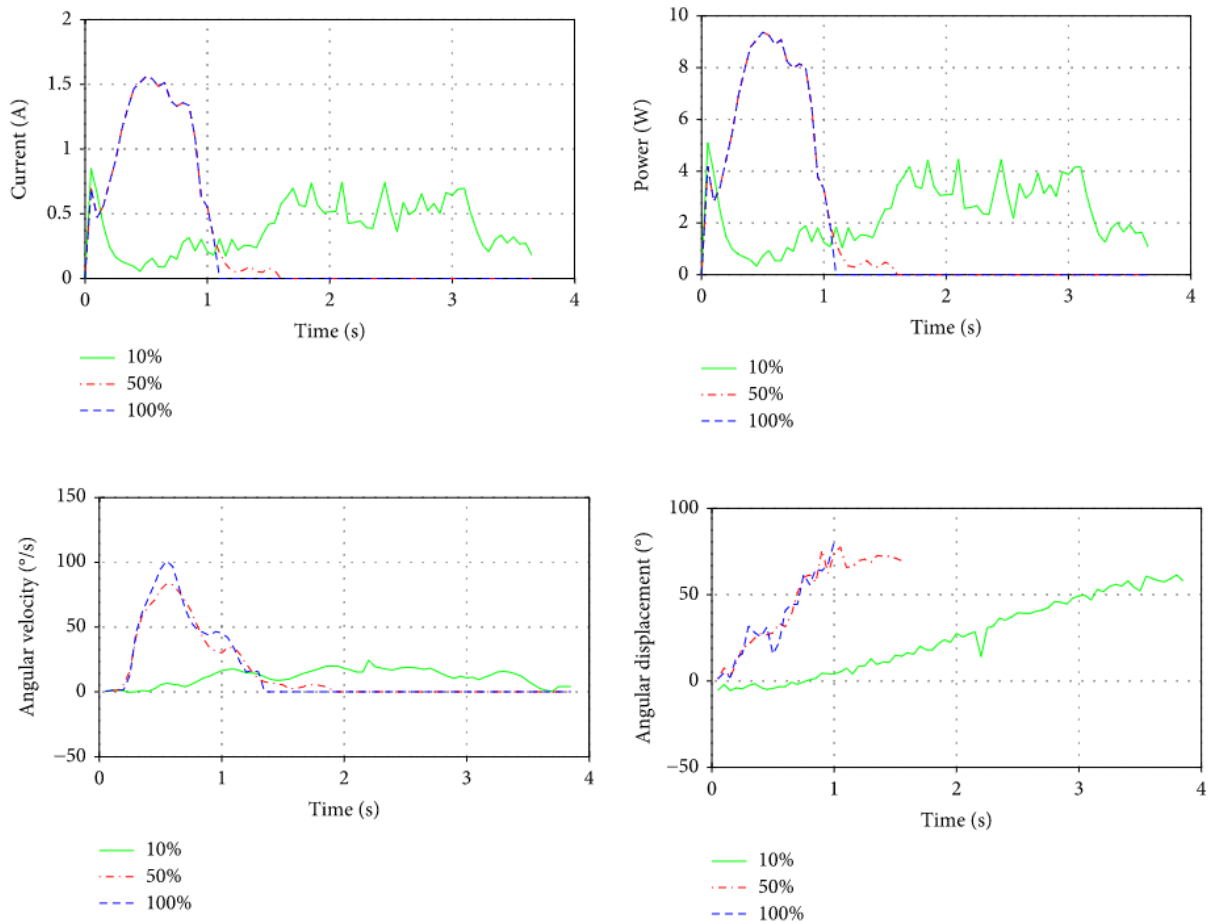 2
1.5
1
0.5
0
Current (A)
0 1 2 3 4
Time (s)
10%
50%
100%
10
8
6
4
2
0
Power (W)
0 1 2 3 4
Time (s)
10%
50%
100%
150
100
50
0
−50
Angular velocity (°/s)
0 1 2 3 4
Time (s)
10%
50%
100%
100
50
0
−50
Angular displacement (°)
0 1 2 3 4
Time (s)
10%
50%
100%